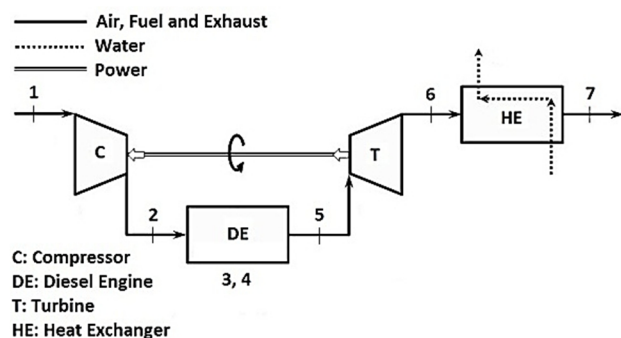 Air, Fuel and Exhaust
Water
Power
1
6
7
C
T
HE
2
DE
5
3, 4
C: Compressor
DE: Diesel Engine
T: Turbine
HE: Heat Exchanger